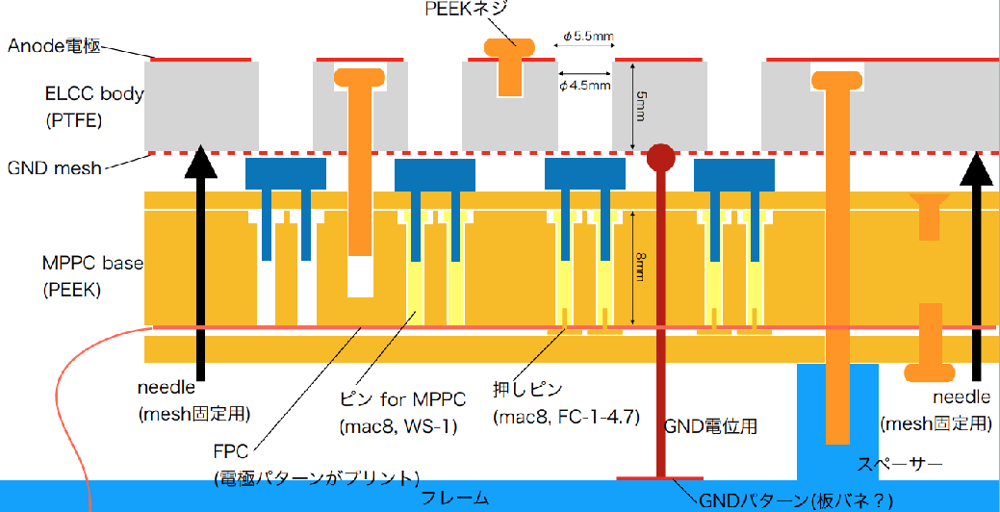 PEEKネジ
Anode電極
φ5.5mm
φ4.5mm
5mm
ELCC body
(PTFE)
GND mesh
MPPC base
(PEEK)
8mm
needle
(mesh固定用)
ピン for MPPC
(mac8, WS-1)
押しピン
(mac8, FC-1-4.7)
GND電位用
needle
(mesh固定用)
FPC
(電極パターンがプリント)
スペーサー
フレーム
GNDパターン(板バネ？)